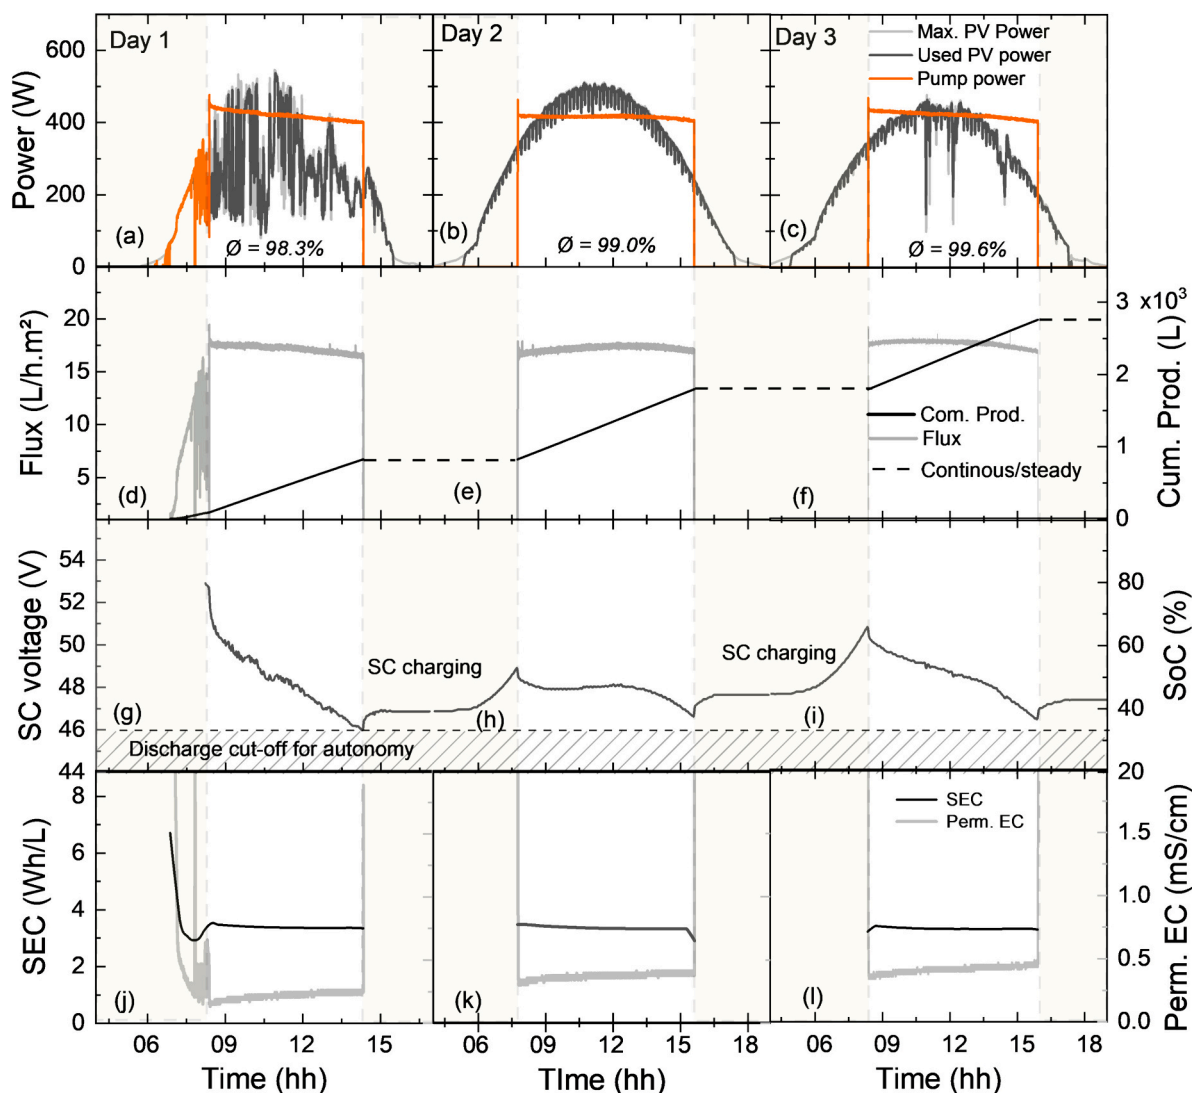 Day 1
Day 2
Day 3
Max. PV Power
Used PV power
Pump power
Power (W)
600
400
200
0
(a)
Ø = 98.3%
(b)
Ø = 99.0%
(c)
Ø = 99.6%
Flux (L/h.m²)
20
15
10
5
3 x10³
2
1
0
Cum. Prod. (L)
Com. Prod.
Flux
Continous/steady
(d)
(e)
(f)
SC voltage (V)
54
52
50
48
46
44
80
60
40
SoC (%)
SC charging
SC charging
(g)
(h)
(i)
Discharge cut-off for autonomy
SEC (Wh/L)
8
6
4
2
0
20
1.5
1.0
0.5
0.0
Perm. EC (mS/cm)
SEC
Perm. EC
(j)
(k)
(l)
06 09 12 15
06 09 12 15 18
06 09 12 15 18
Time (hh)
TIme (hh)
Time (hh)